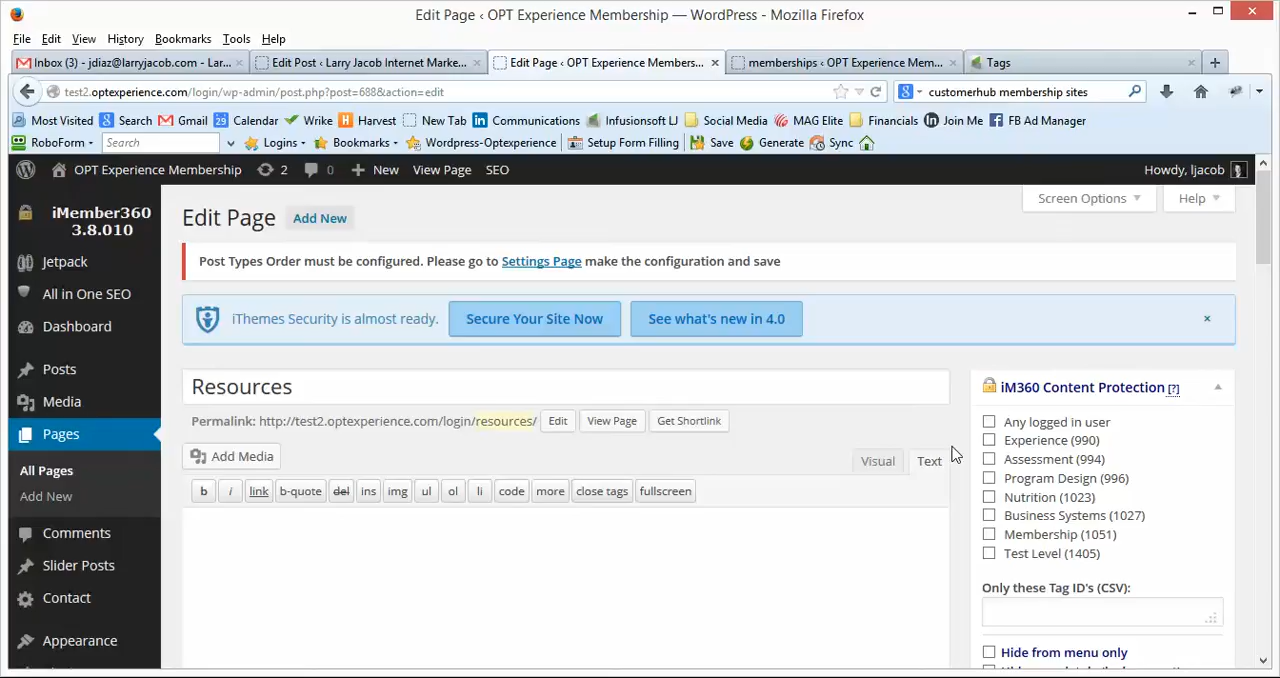 Edit Page ‹ OPT Experience Membership — WordPress - Mozilla Firefox
File Edit View History Bookmarks Tools Help
Inbox (3) - jdiaz@larryjacob.com - Lar... Edit Post ‹ Larry Jacob Internet Marke... Edit Page ‹ OPT Experience Members... memberships ‹ OPT Experience Mem... Tags
test2.optexperience.com/login/wp-admin/post.php?post=688&action=edit customerhub membership sites
Most Visited Search Gmail Calendar Wrike Harvest New Tab Communications Infusionsoft LJ Social Media MAG Elite Financials Join Me FB Ad Manager
RoboForm Search Logins Bookmarks Wordpress-Optexperience Setup Form Filling Save Generate Sync
OPT Experience Membership 2 0 New View Page SEO Howdy, ljacob
iMember360
3.8.010
Jetpack
All in One SEO
Dashboard
Posts
Media
Pages
All Pages
Add New
Comments
Slider Posts
Contact
Appearance
Edit Page Add New
Screen Options Help
Post Types Order must be configured. Please go to Settings Page make the configuration and save
iThemes Security is almost ready. Secure Your Site Now See what's new in 4.0 ×
Resources
Permalink: http://test2.optexperience.com/login/resources/ Edit View Page Get Shortlink
Add Media Visual Text
b i link b-quote del ins img ul ol li code more close tags fullscreen
iM360 Content Protection [?]
Any logged in user
Experience (990)
Assessment (994)
Program Design (996)
Nutrition (1023)
Business Systems (1027)
Membership (1051)
Test Level (1405)
Only these Tag ID's (CSV):
Hide from menu only